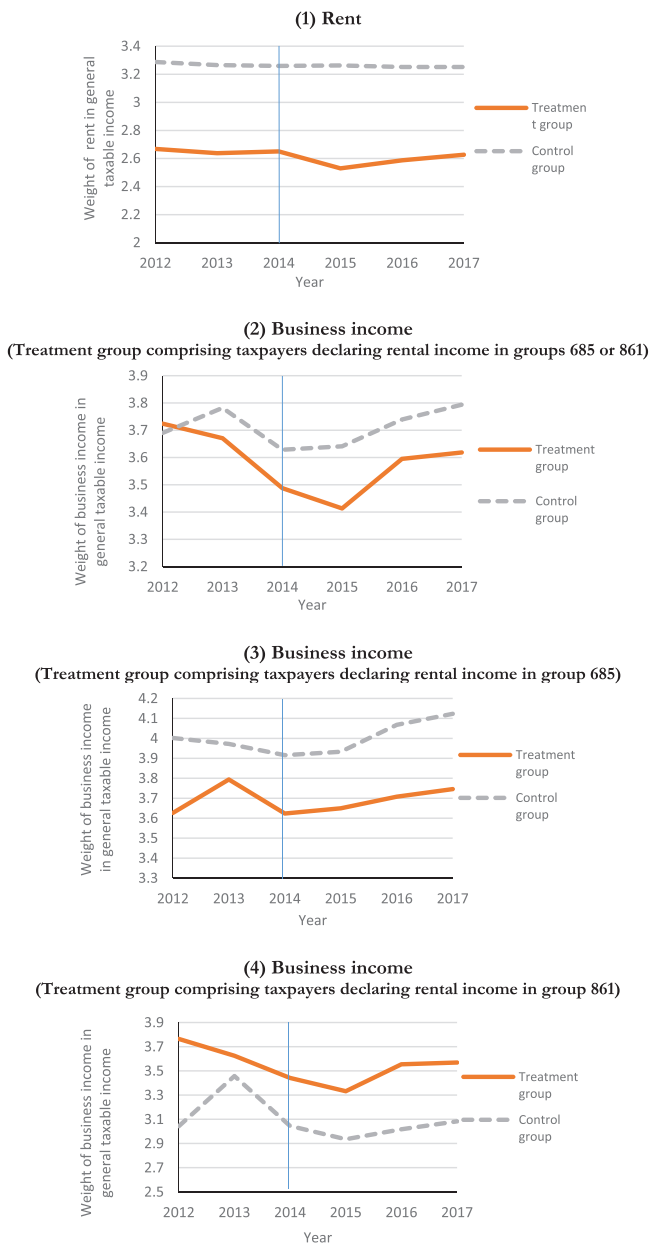 (1) Rent
Weight of rent in general
taxable income
3.4
3.2
3
2.8
2.6
2.4
2.2
2
2012 2013 2014 2015 2016 2017
Year
Treatmen
t group
Control
group
(2) Business income
(Treatment group comprising taxpayers declaring rental income in groups 685 or 861)
Weight of business income in
general taxable income
3.9
3.8
3.7
3.6
3.5
3.4
3.3
3.2
2012 2013 2014 2015 2016 2017
Year
Treatment
group
Control
group
(3) Business income
(Treatment group comprising taxpayers declaring rental income in group 685)
Weight of business income
in general taxable income
4.2
4.1
4
3.9
3.8
3.7
3.6
3.5
3.4
3.3
2012 2013 2014 2015 2016 2017
Year
Treatment
group
Control
group
(4) Business income
(Treatment group comprising taxpayers declaring rental income in group 861)
Weight of business income in
general taxable income
3.9
3.7
3.5
3.3
3.1
2.9
2.7
2.5
2012 2013 2014 2015 2016 2017
Year
Treatment
group
Control
group